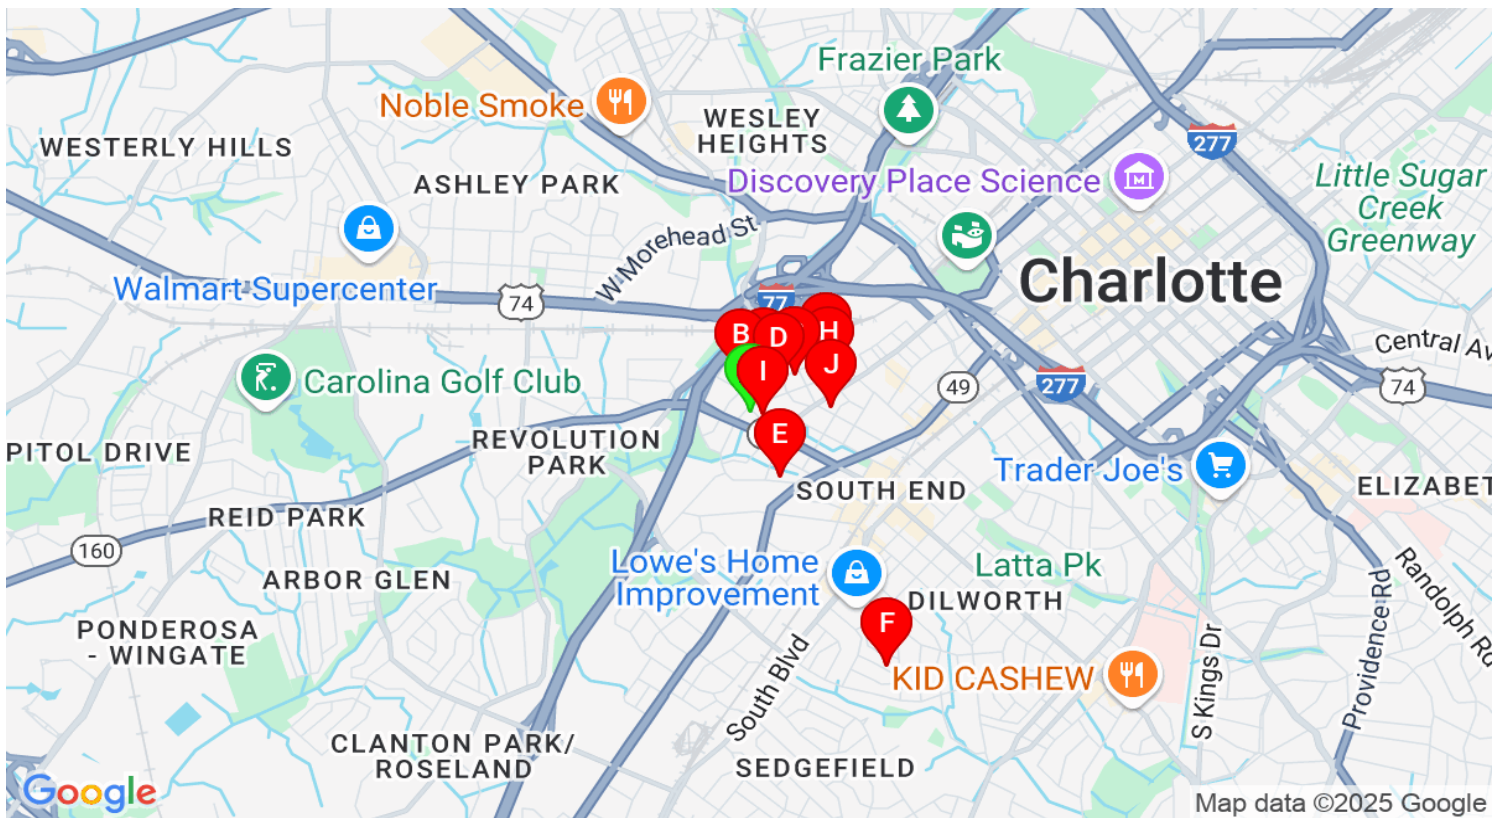 Frazier Park
Noble Smoke
WESLEY
HEIGHTS
277
WESTERLY HILLS
ASHLEY PARK
Discovery Place Science
Little Sugar
Creek
Greenway
W Morehead St
Walmart Supercenter
74
77
Charlotte
B
D
H
I
J
Central Av
Carolina Golf Club
49
277
74
E
REVOLUTION
PARK
PITOL DRIVE
Trader Joe's
SOUTH END
ELIZABET
REID PARK
160
Lowe's Home
Improvement
Latta Pk
ARBOR GLEN
DILWORTH
Randolph Rd
Providence Rd
PONDEROSA
- WINGATE
F
KID CASHEW
S Kings Dr
South Blvd
CLANTON PARK/
ROSELAND
SEDGEFIELD
Google
Map data ©2025 Google